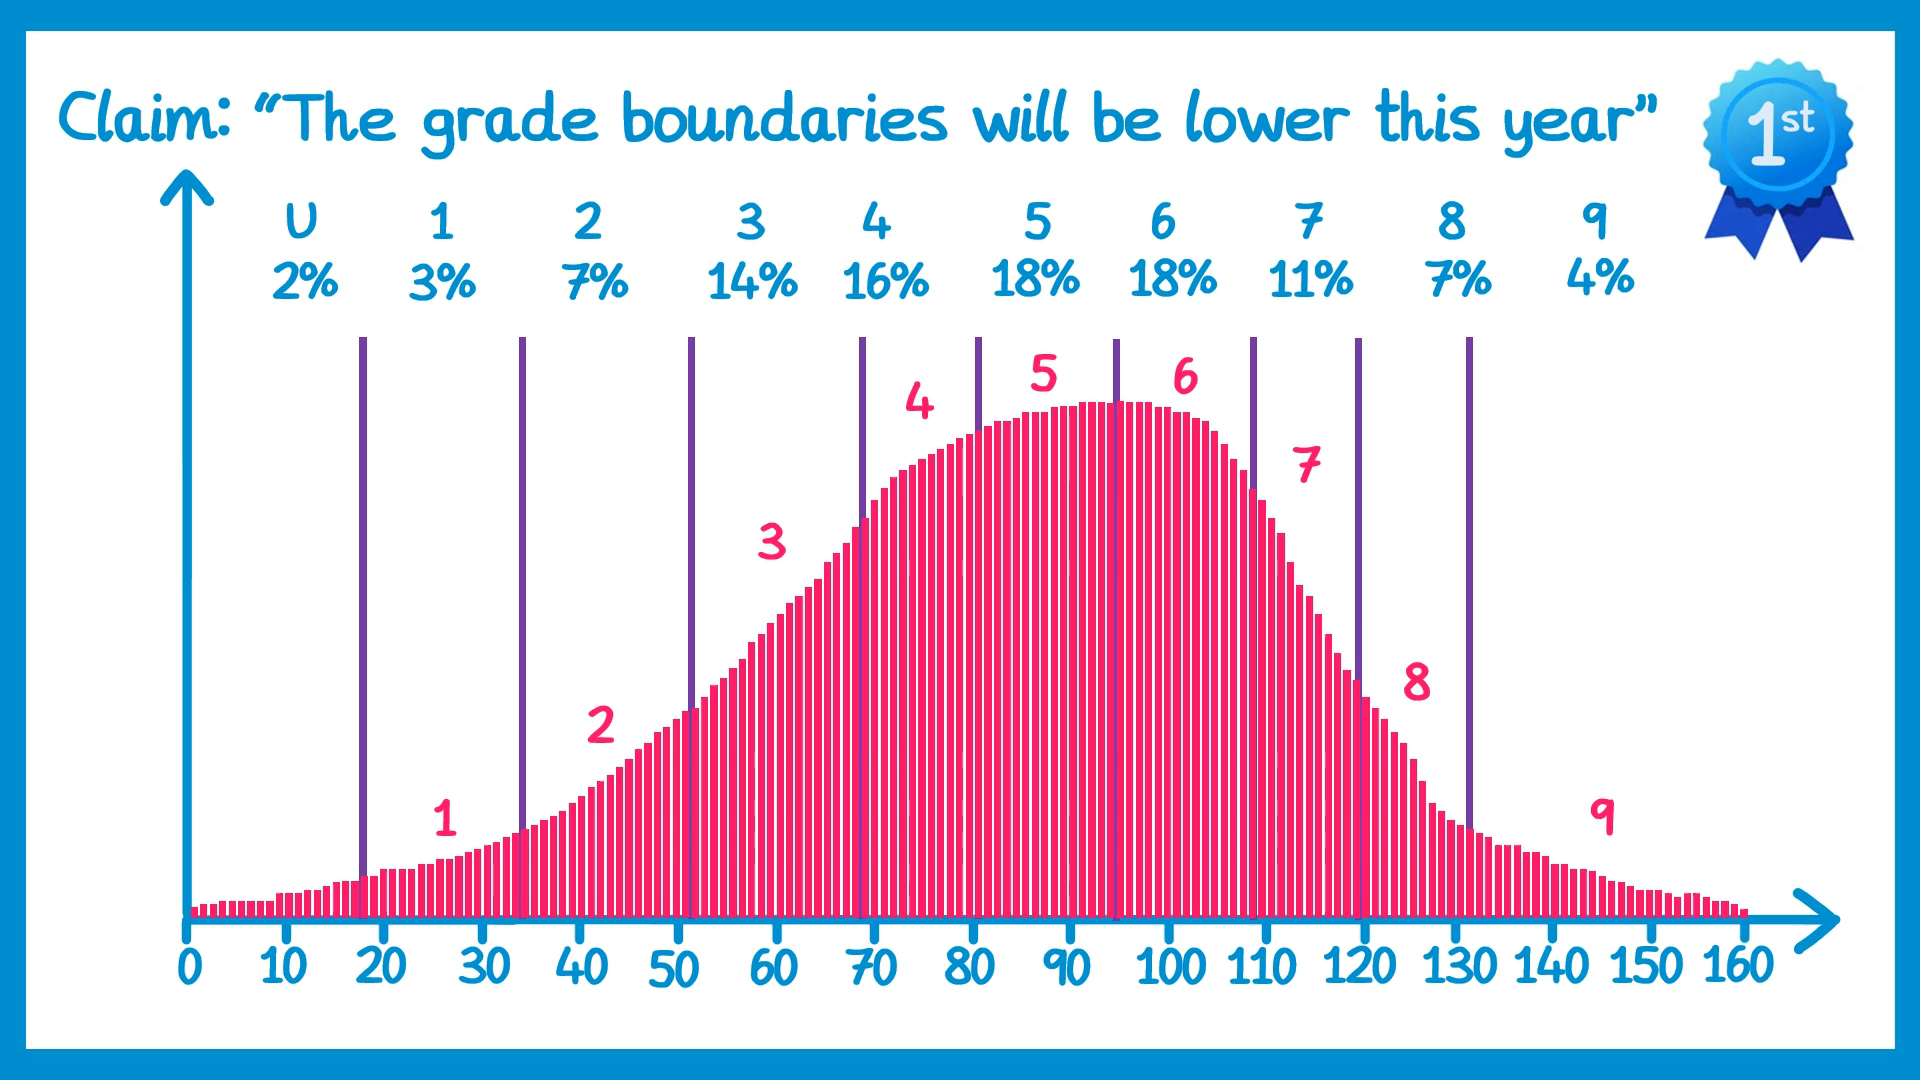 Claim: “The grade boundaries will be lower this year”
1st
U 1 2 3 4 5 6 7 8 9
2% 3% 7% 14% 16% 18% 18% 11% 7% 4%
5
6
4
7
3
8
2
1
9
0 10 20 30 40 50 60 70 80 90 100 110 120 130 140 150 160